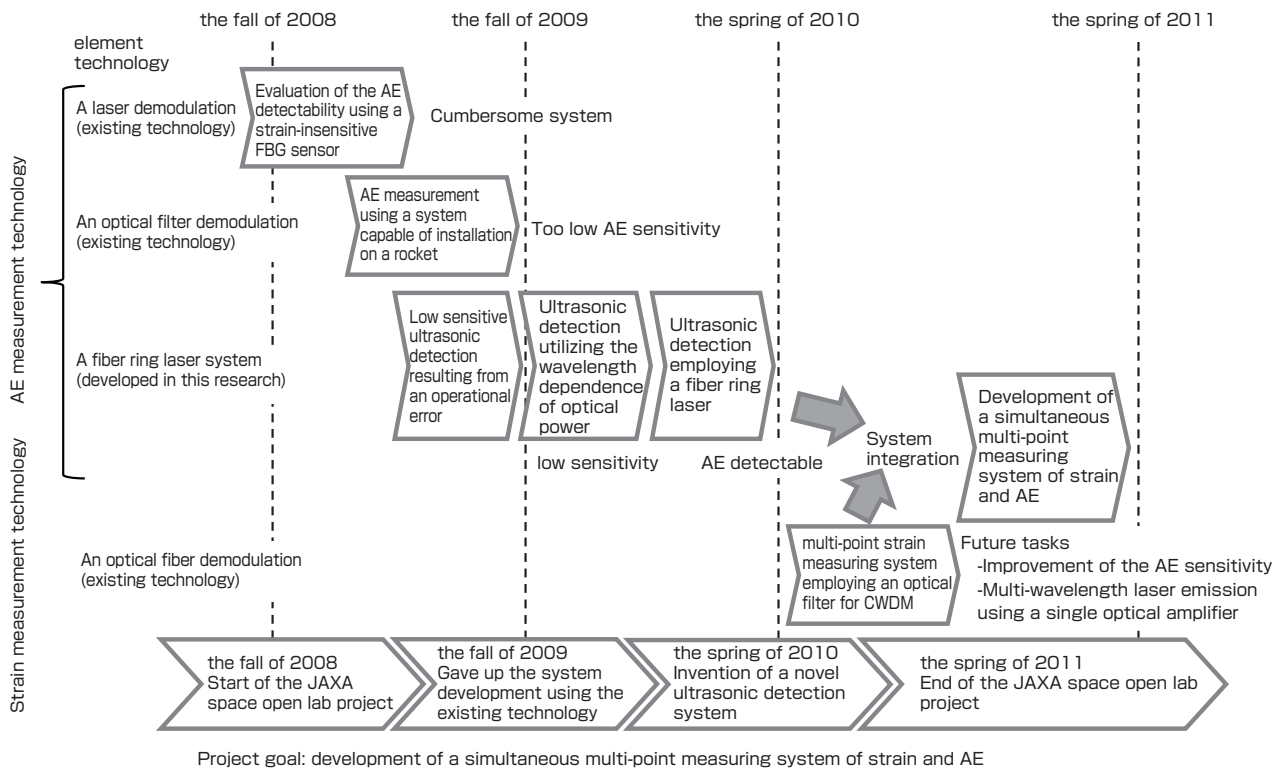 the fall of 2008
the fall of 2009
the spring of 2010
the spring of 2011
element
technology
AE measurement technology
A laser demodulation
(existing technology)
Evaluation of the AE
detectability using a
strain-insensitive
FBG sensor
Cumbersome system
An optical filter demodulation
(existing technology)
AE measurement
using a system
capable of installation
on a rocket
Too low AE sensitivity
A fiber ring laser system
(developed in this research)
Low sensitive
ultrasonic
detection
resulting from
an operational
error
Ultrasonic
detection
utilizing the
wavelength
dependence
of optical
power
Ultrasonic
detection
employing
a fiber ring
laser
low sensitivity
AE detectable
System
integration
Development of
a simultaneous
multi-point
measuring
system of strain
and AE
Strain measurement technology
An optical fiber demodulation
(existing technology)
multi-point strain
measuring system
employing an optical
filter for CWDM
Future tasks
-Improvement of the AE sensitivity
-Multi-wavelength laser emission
using a single optical amplifier
the fall of 2008
Start of the JAXA
space open lab project
the fall of 2009
Gave up the system
development using the
existing technology
the spring of 2010
Invention of a novel
ultrasonic detection
system
the spring of 2011
End of the JAXA space open lab
project
Project goal: development of a simultaneous multi-point measuring system of strain and AE